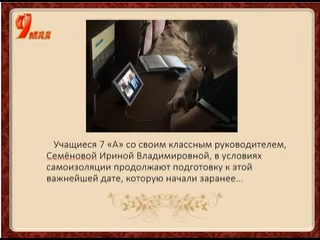 9 мая
Учащиеся 7 «А» со своим классным руководителем,
Семёновой Ириной Владимировной, в условиях
самоизоляции продолжают подготовку к этой
важнейшей дате, которую начали заранее...